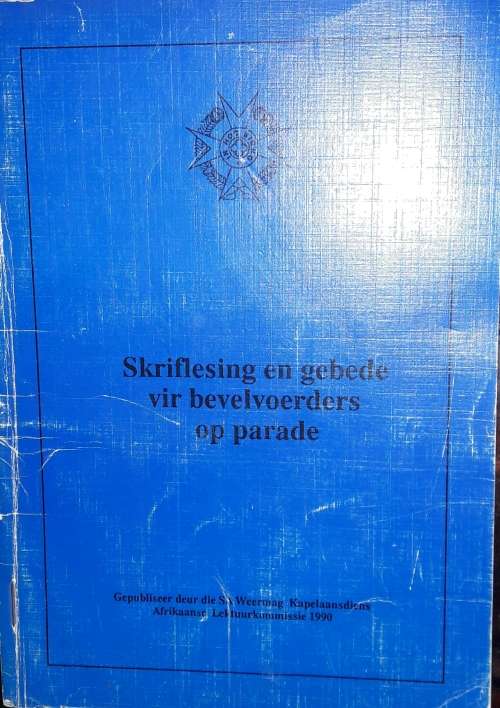 Skriflesing en gebede
vir bevelvoerders
op parade
Gepubliseer deur die SA Weermag Kapelaansdiens
Afrikaanse Lektuurkommissie 1990